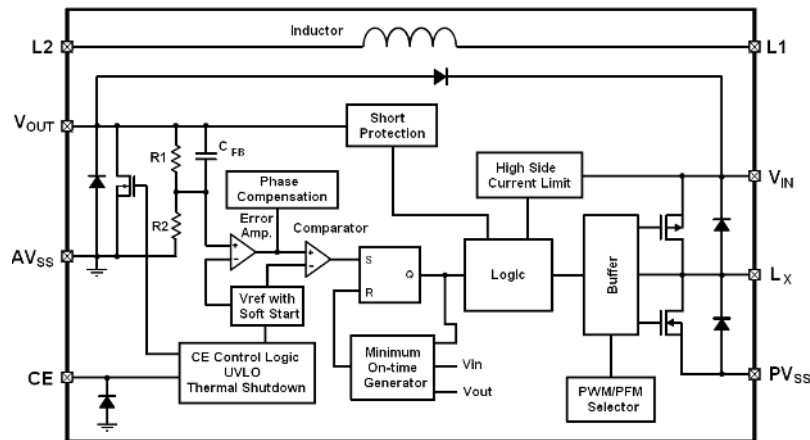 Inductor
L2
L1
VOUT
Short
Protection
R1
CFB
High Side
Current Limit
VIN
Phase
Compensation
R2
Error
Amp.
Comparator
+
−
+
−
S
Q
R
Logic
Buffer
AVSS
LX
Vref with
Soft Start
CE Control Logic
UVLO
Thermal Shutdown
Minimum
On-time
Generator
VIn
Vout
CE
PVSS
PWM/PFM
Selector